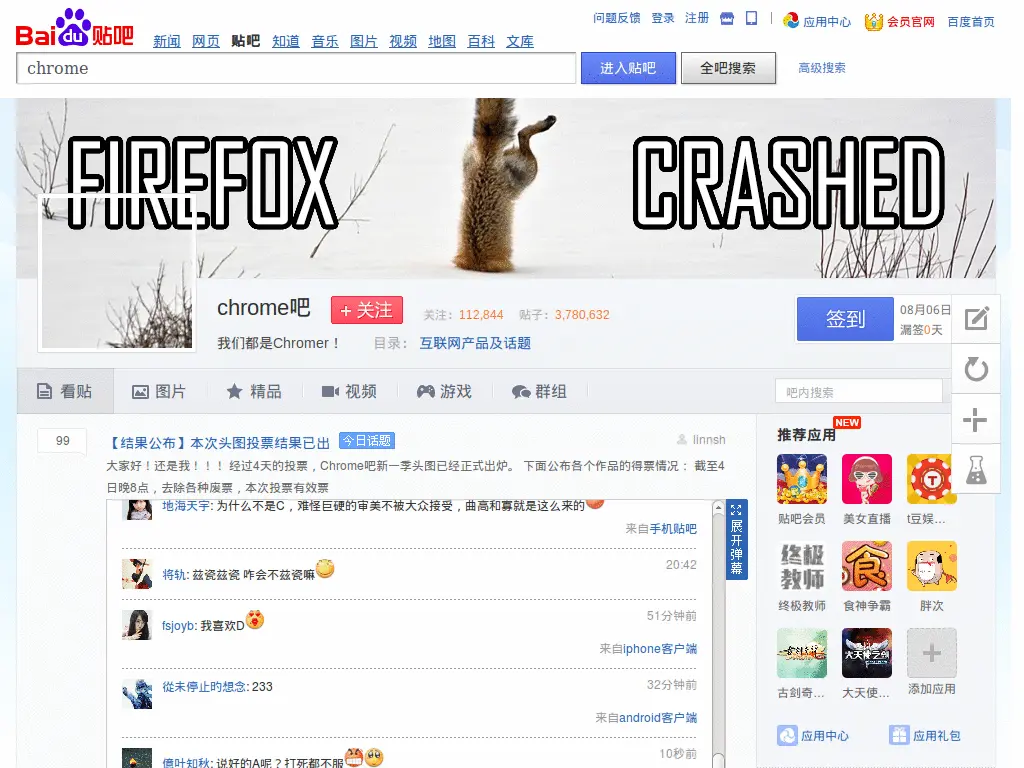 问题反馈 登录 注册 应用中心 会员官网 百度首页
Baidu贴吧
新闻 网页 贴吧 知道 音乐 图片 视频 地图 百科 文库
chrome 进入贴吧 全吧搜索 高级搜索
FIREFOX CRASHED
chrome吧 + 关注 关注: 112,844 贴子: 3,780,632
签到 08月06日
漏签0天
我们都是Chromer！ 目录： 互联网产品及话题
看贴 图片 精品 视频 游戏 群组 吧内搜索
99 【结果公布】本次头图投票结果已出 今日话题 linnsh
大家好！还是我！！！ 经过4天的投票，Chrome吧新一季头图已经正式出炉。 下面公布各个作品的得票情况： 截至4
日晚8点，去除各种废票，本次投票有效票
地海天宇: 为什么不是C，难怪巨硬的审美不被大众接受，曲高和寡就是这么来的
来自手机贴吧
将轨: 兹瓷兹瓷 咋会不兹瓷嘛 20:42
fsjoyb: 我喜欢D 51分钟前
来自iphone客户端
從未停止旳想念: 233 32分钟前
来自android客户端
億叶知秋: 说好的A呢？打死都不服 10秒前
展开弹幕
推荐应用 NEW
贴吧会员 美女直播 t豆娱...
终极教师
食
终极教师 食神争霸 胖次
大天使之剑
古剑奇... 大天使... 添加应用
应用中心 应用礼包